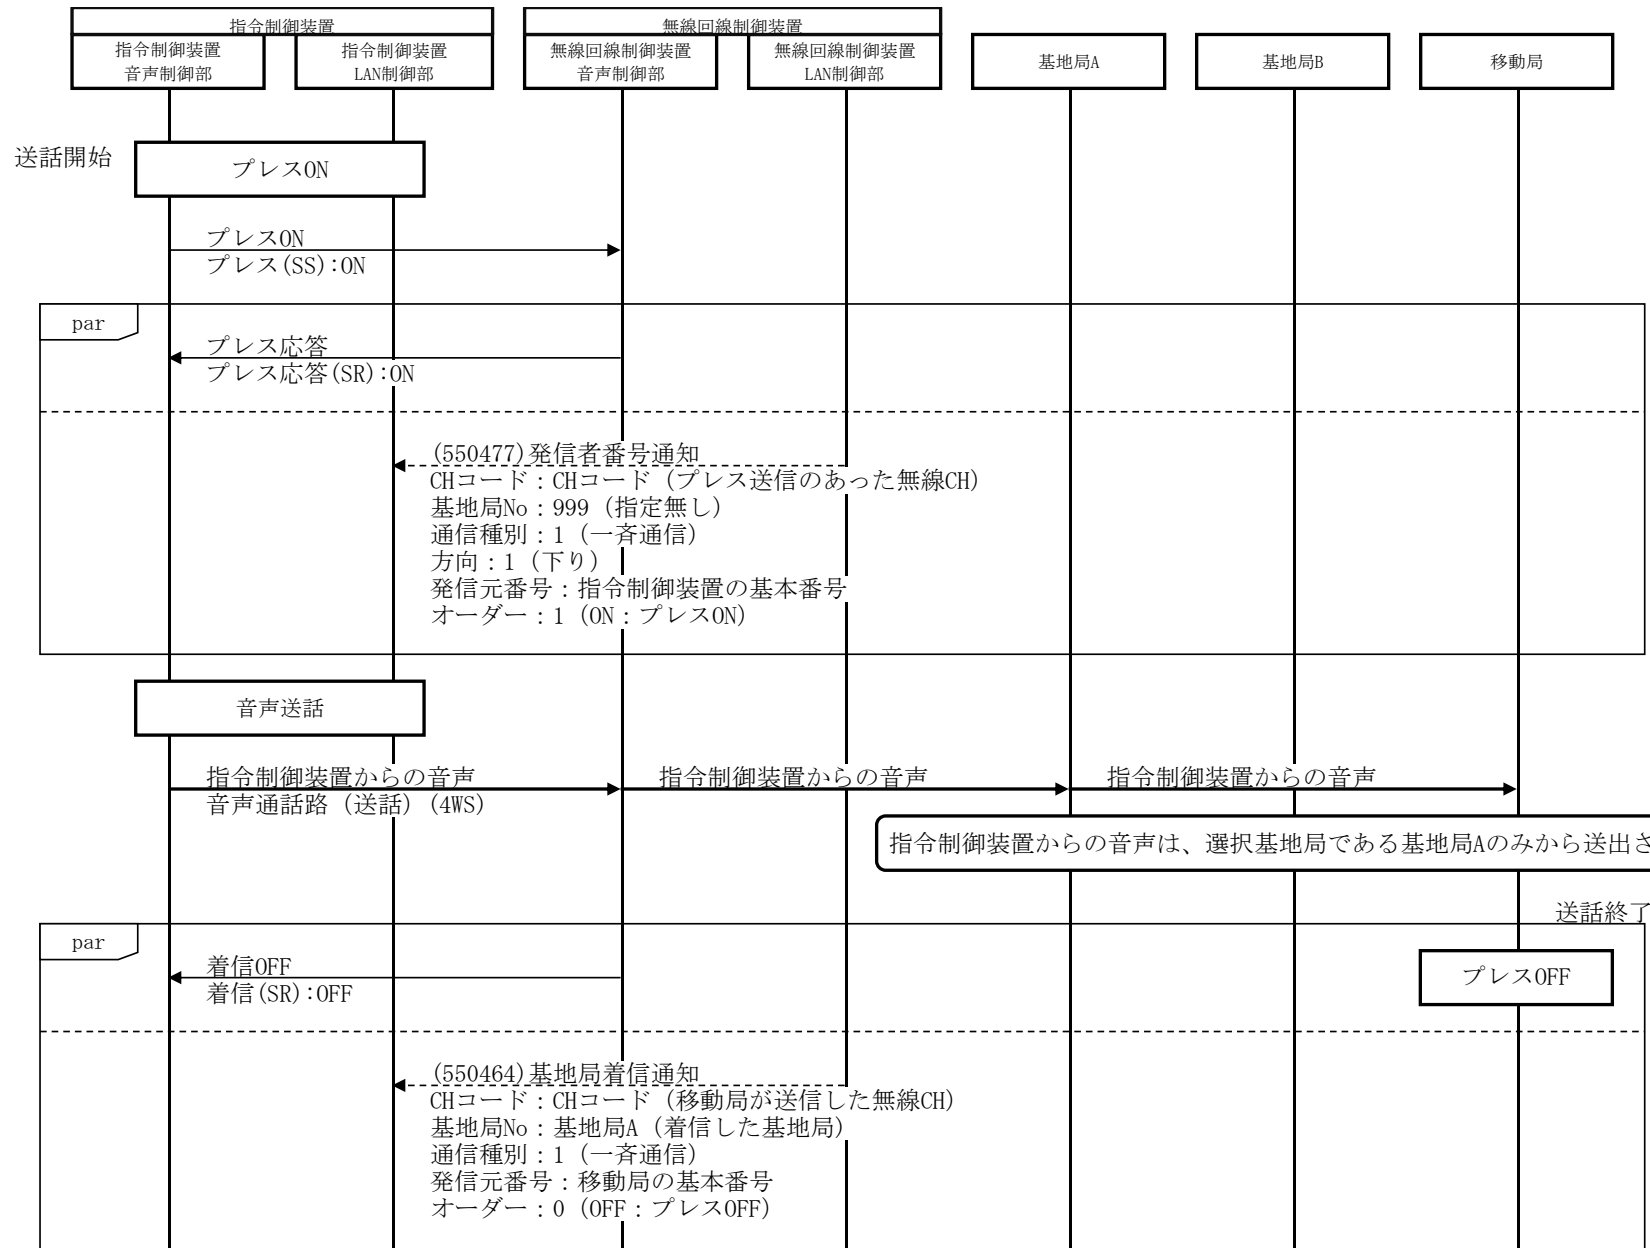 指令制御装置
無線回線制御装置
指令制御装置
音声制御部
指令制御装置
LAN制御部
無線回線制御装置
音声制御部
無線回線制御装置
LAN制御部
基地局A
基地局B
移動局
送話開始
プレスON
プレスON
プレス(SS):ON
par
プレス応答
プレス応答(SR):ON
(550477)発信者番号通知
CHコード：CHコード（プレス送信のあった無線CH）
基地局No：999（指定無し）
通信種別：1（一斉通信）
方向：1（下り）
発信元番号：指令制御装置の基本番号
オーダー：1（ON：プレスON）
音声送話
指令制御装置からの音声
音声通話路（送話）(4WS)
指令制御装置からの音声
指令制御装置からの音声
指令制御装置からの音声は、選択基地局である基地局Aのみから送出さ
送話終了
par
着信OFF
着信(SR):OFF
プレスOFF
(550464)基地局着信通知
CHコード：CHコード（移動局が送信した無線CH）
基地局No：基地局A（着信した基地局）
通信種別：1（一斉通信）
発信元番号：移動局の基本番号
オーダー：0（OFF：プレスOFF）